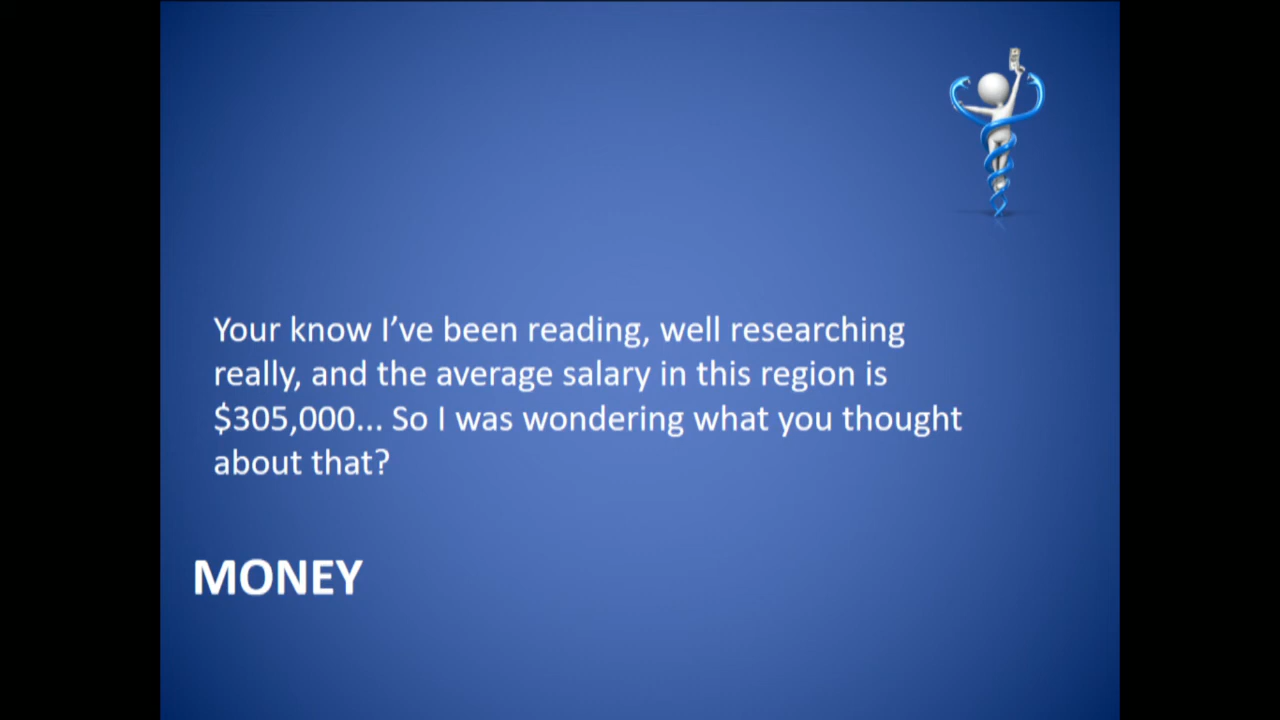 Your know I’ve been reading, well researching
really, and the average salary in this region is
$305,000... So I was wondering what you thought
about that?
MONEY